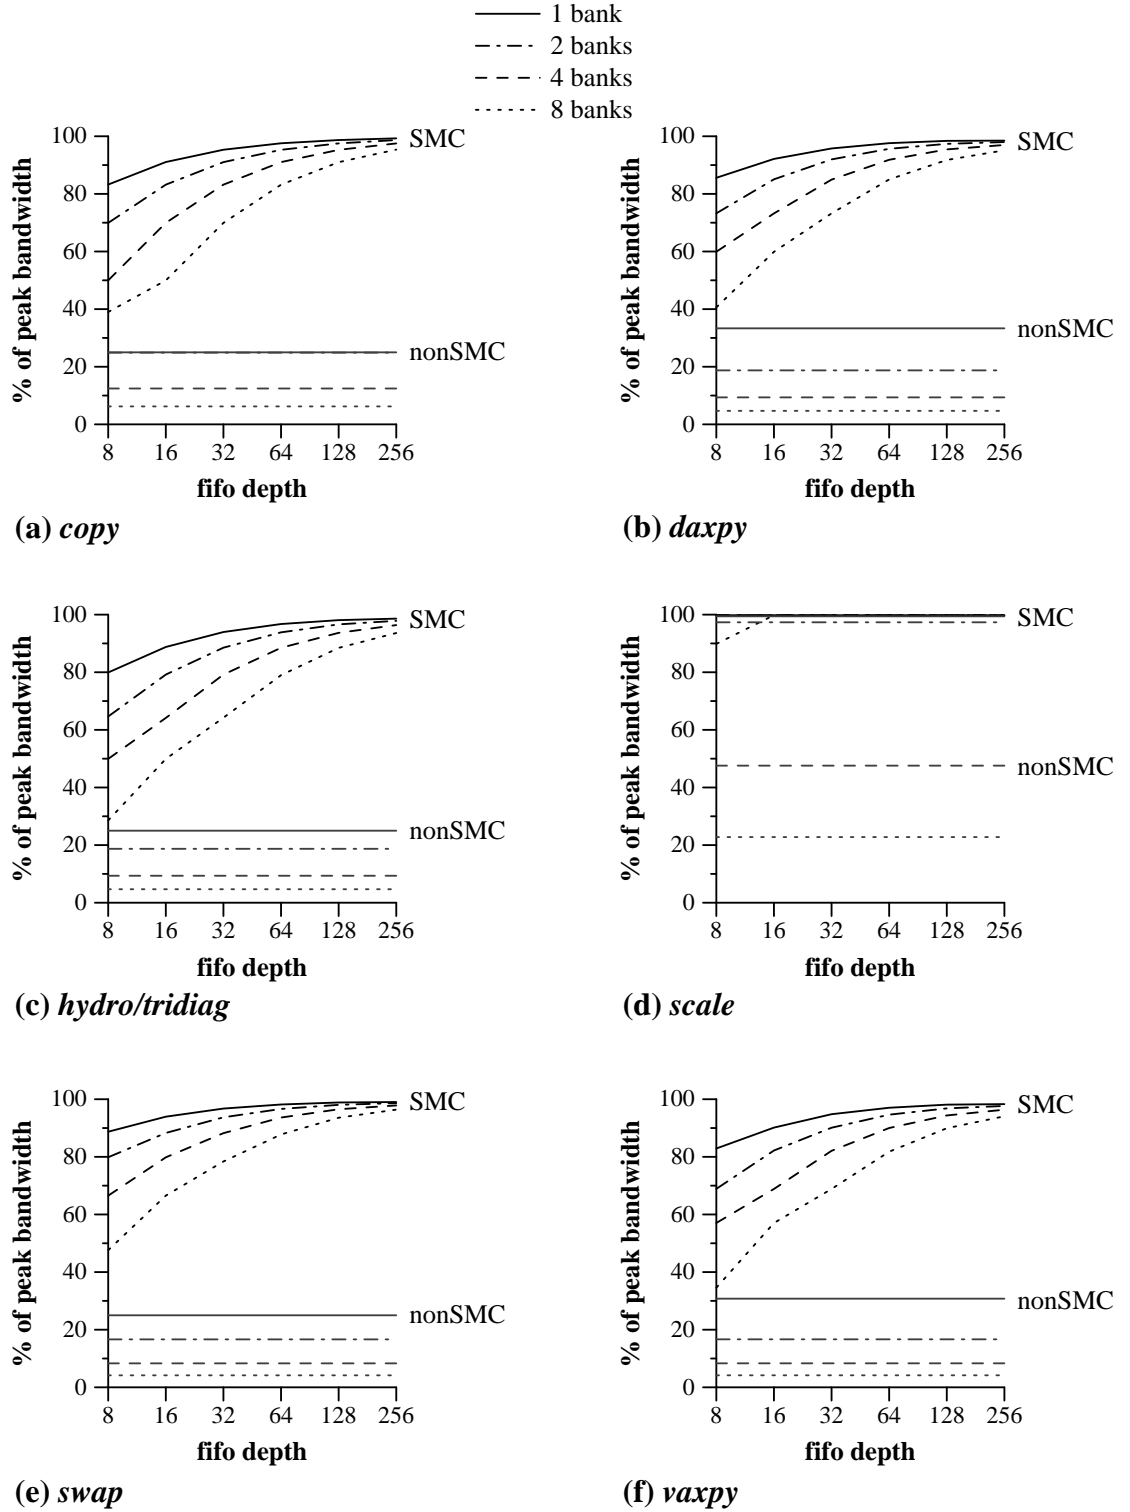 1 bank
2 banks
4 banks
8 banks
% of peak bandwidth
100
80
60
40
20
0
SMC
nonSMC
8 16 32 64 128 256
fifo depth
(a) copy
% of peak bandwidth
100
80
60
40
20
0
SMC
nonSMC
8 16 32 64 128 256
fifo depth
(b) daxpy
% of peak bandwidth
100
80
60
40
20
0
SMC
nonSMC
8 16 32 64 128 256
fifo depth
(c) hydro/tridiag
% of peak bandwidth
100
80
60
40
20
0
SMC
nonSMC
8 16 32 64 128 256
fifo depth
(d) scale
% of peak bandwidth
100
80
60
40
20
0
SMC
nonSMC
8 16 32 64 128 256
fifo depth
(e) swap
% of peak bandwidth
100
80
60
40
20
0
SMC
nonSMC
8 16 32 64 128 256
fifo depth
(f) vaxpy